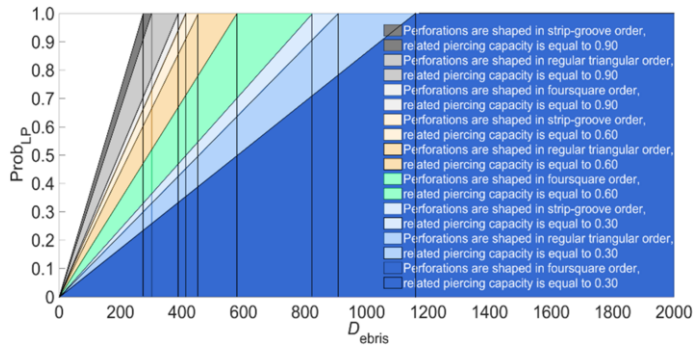 1.0
0.9
0.8
0.7
0.6
0.5
0.4
0.3
0.2
0.1
0
Prob_LP
Perforations are shaped in strip-groove order,
related piercing capacity is equal to 0.90
Perforations are shaped in regular triangular order,
related piercing capacity is equal to 0.90
Perforations are shaped in foursquare order,
related piercing capacity is equal to 0.90
Perforations are shaped in strip-groove order,
related piercing capacity is equal to 0.60
Perforations are shaped in regular triangular order,
related piercing capacity is equal to 0.60
Perforations are shaped in foursquare order,
related piercing capacity is equal to 0.60
Perforations are shaped in strip-groove order,
related piercing capacity is equal to 0.30
Perforations are shaped in regular triangular order,
related piercing capacity is equal to 0.30
Perforations are shaped in foursquare order,
related piercing capacity is equal to 0.30
0 200 400 600 800 1000 1200 1400 1600 1800 2000
D_ebris